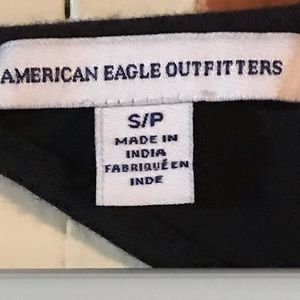 AMERICAN EAGLE OUTFITTERS
S/P
MADE IN
INDIA
FABRIQUÉ EN
INDE